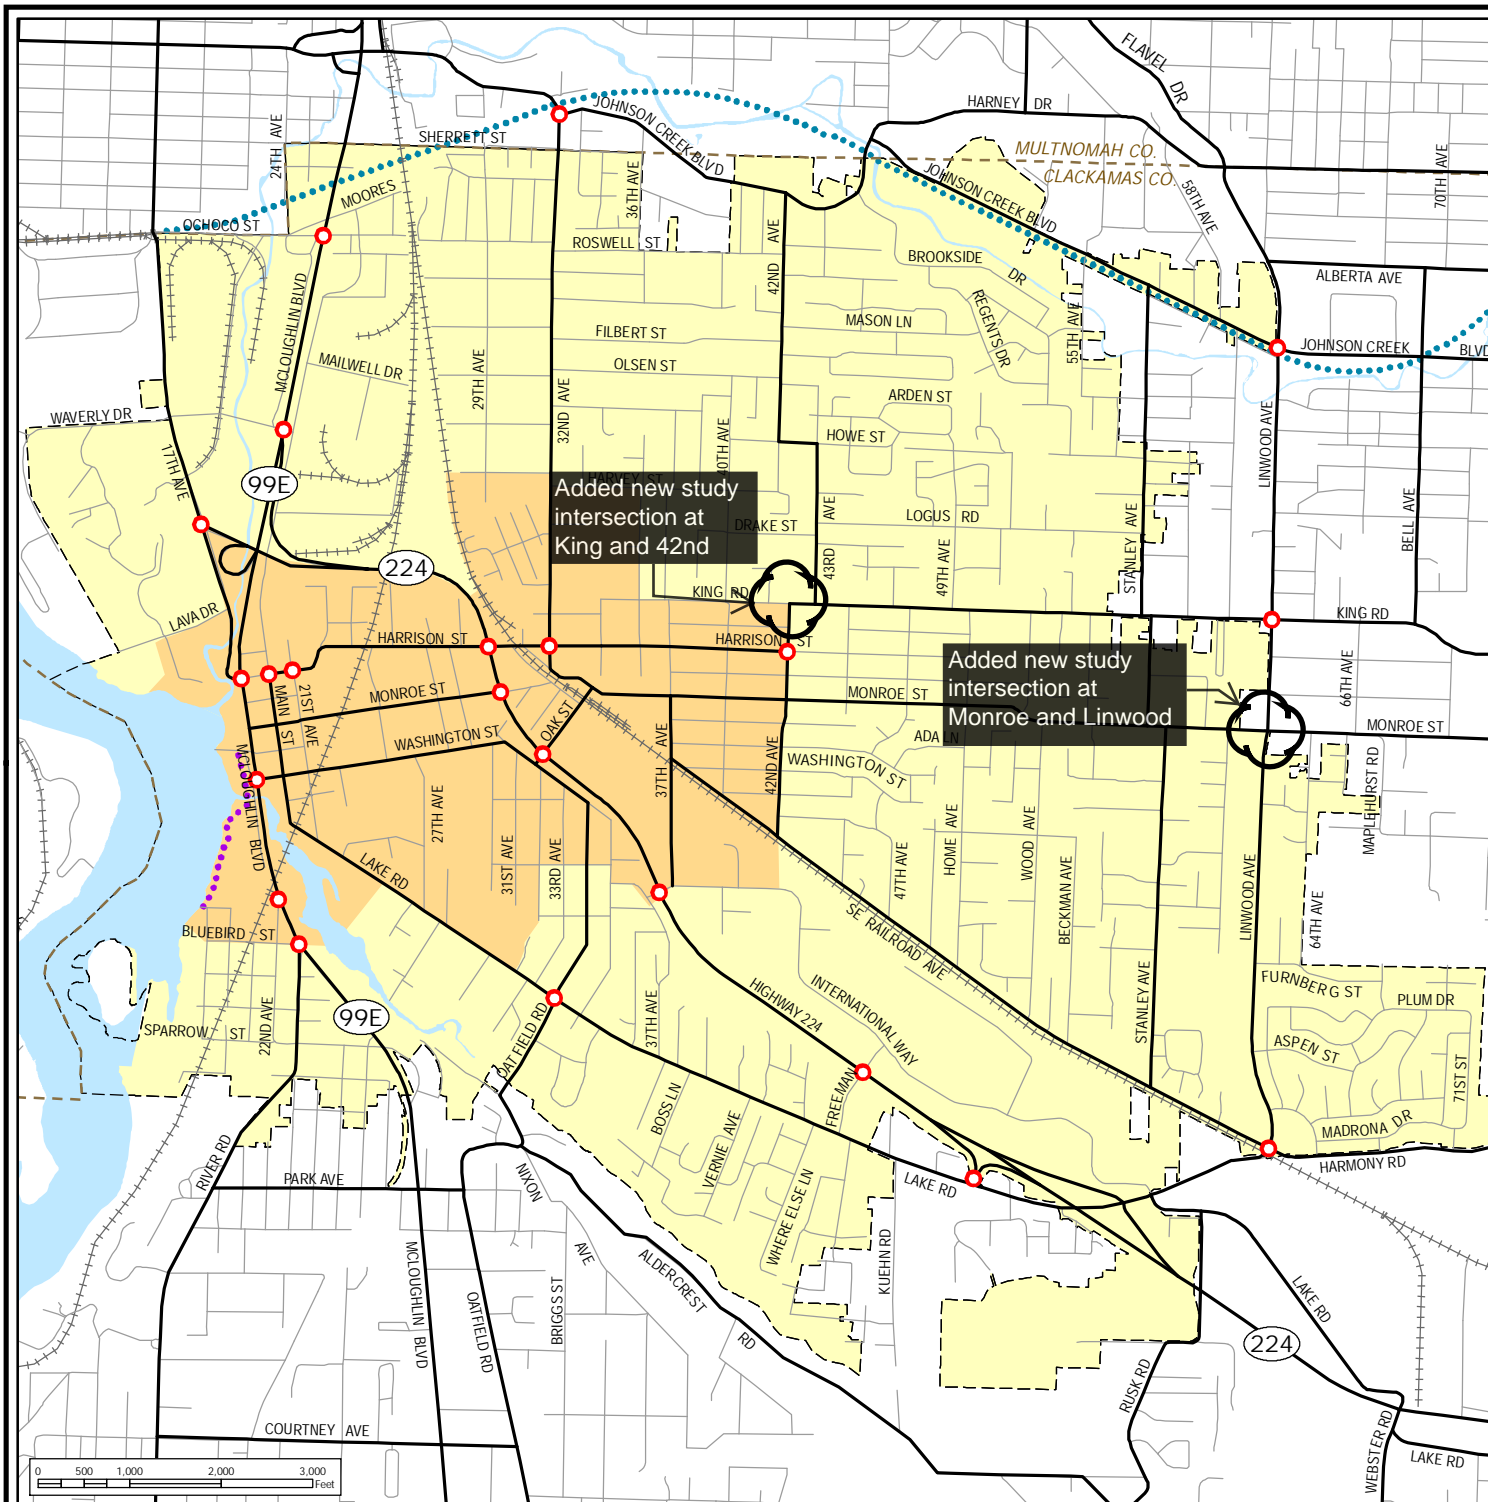 FLAVEL DR
HARNEY DR
JOHNSON CREEK BLVD
SHERRETT ST
24TH AVE
MULTNOMAH CO.
CLACKAMAS CO.
70TH AVE
58TH AVE
JOHNSON CREEK BLVD
36TH AVE
MOORES
OCHOCO ST
ROSWELL ST
42ND AVE
BROOKSIDE DR
ALBERTA AVE
REGENTS DR
55TH AVE
MCLOUGHLIN BLVD
FILBERT ST
MASON LN
OLSEN ST
JOHNSON CREEK BLVD
MAILWELL DR
29TH AVE
32ND AVE
ARDEN ST
WAVERLY DR
HOWE ST
40TH AVE
LINWOOD AVE
17TH AVE
99E
HARVEY ST
Added new study
intersection at
King and 42nd
DRAKE ST
43RD AVE
LOGUS RD
49TH AVE
STANLEY AVE
BELL AVE
224
KING RD
KING RD
LAVA DR
HARRISON ST
HARRISON ST
Added new study
intersection at
Monroe and Linwood
66TH AVE
MONROE ST
MONROE ST
MONROE ST
MAIN ST
21ST AVE
OAK ST
WASHINGTON ST
37TH AVE
42ND AVE
ADA LN
WASHINGTON ST
MCLOUGHLIN BLVD
MAPLEHURST RD
27TH AVE
31ST AVE
33RD AVE
LAKE RD
47TH AVE
HOME AVE
WOOD AVE
BECKMAN AVE
LINWOOD AVE
64TH AVE
BLUEBIRD ST
SE RAILROAD AVE
FURNBERG ST
PLUM DR
INTERNATIONAL WAY
HIGHWAY 224
STANLEY AVE
99E
SPARROW ST
22ND AVE
OATFIELD RD
37TH AVE
ASPEN ST
71ST ST
BOSS LN
VERNIE AVE
FREEMAN
MADRONA DR
HARMONY RD
RIVER RD
PARK AVE
NIXON AVE
WHERE ELSE LN
LAKE RD
KUEHN RD
MCLOUGHLIN BLVD
OATFIELD RD
BRIGGS ST
ALDERCREST RD
LAKE RD
224
RUSK RD
COURTNEY AVE
WEBSTER RD
LAKE RD
0 500 1,000 2,000 3,000
Feet